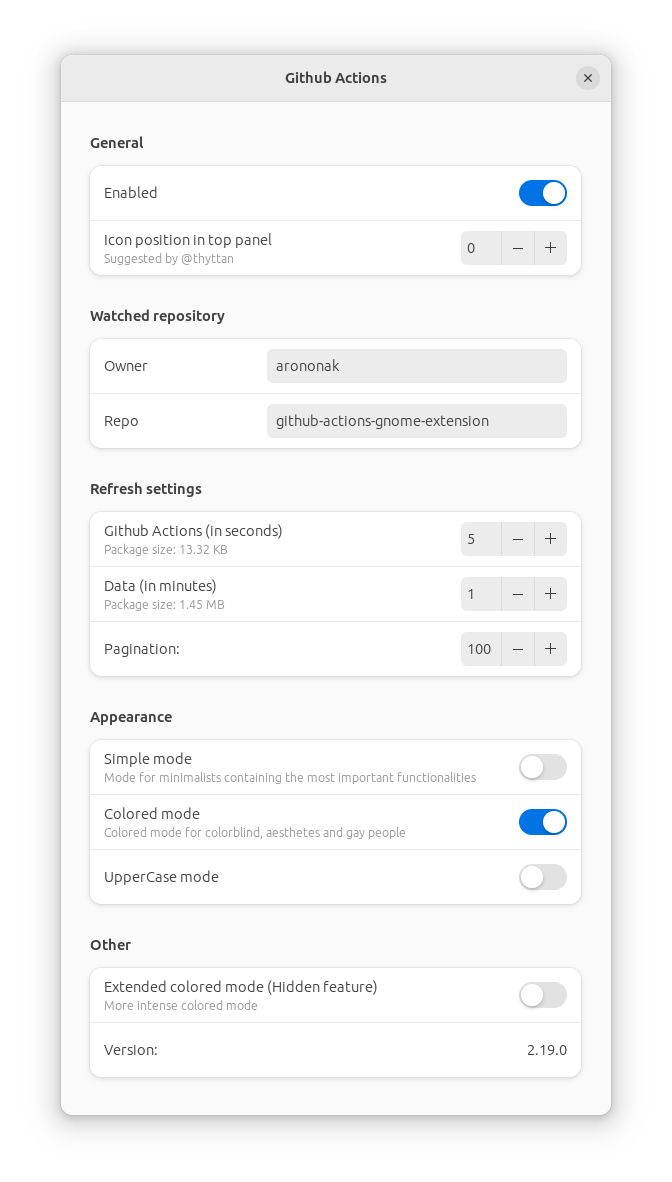 Github Actions
General
Enabled
Icon position in top panel
Suggested by @thyttan
0
Watched repository
Owner
arononak
Repo
github-actions-gnome-extension
Refresh settings
Github Actions (in seconds)
Package size: 13.32 KB
5
Data (in minutes)
Package size: 1.45 MB
1
Pagination:
100
Appearance
Simple mode
Mode for minimalists containing the most important functionalities
Colored mode
Colored mode for colorblind, aesthetes and gay people
UpperCase mode
Other
Extended colored mode (Hidden feature)
More intense colored mode
Version:
2.19.0